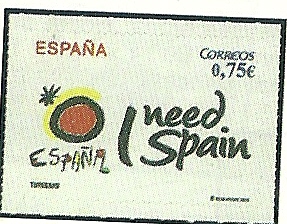 ESPAÑA
CORREOS
0,75€
I need
Spain
ESPAÑA
TURISMO